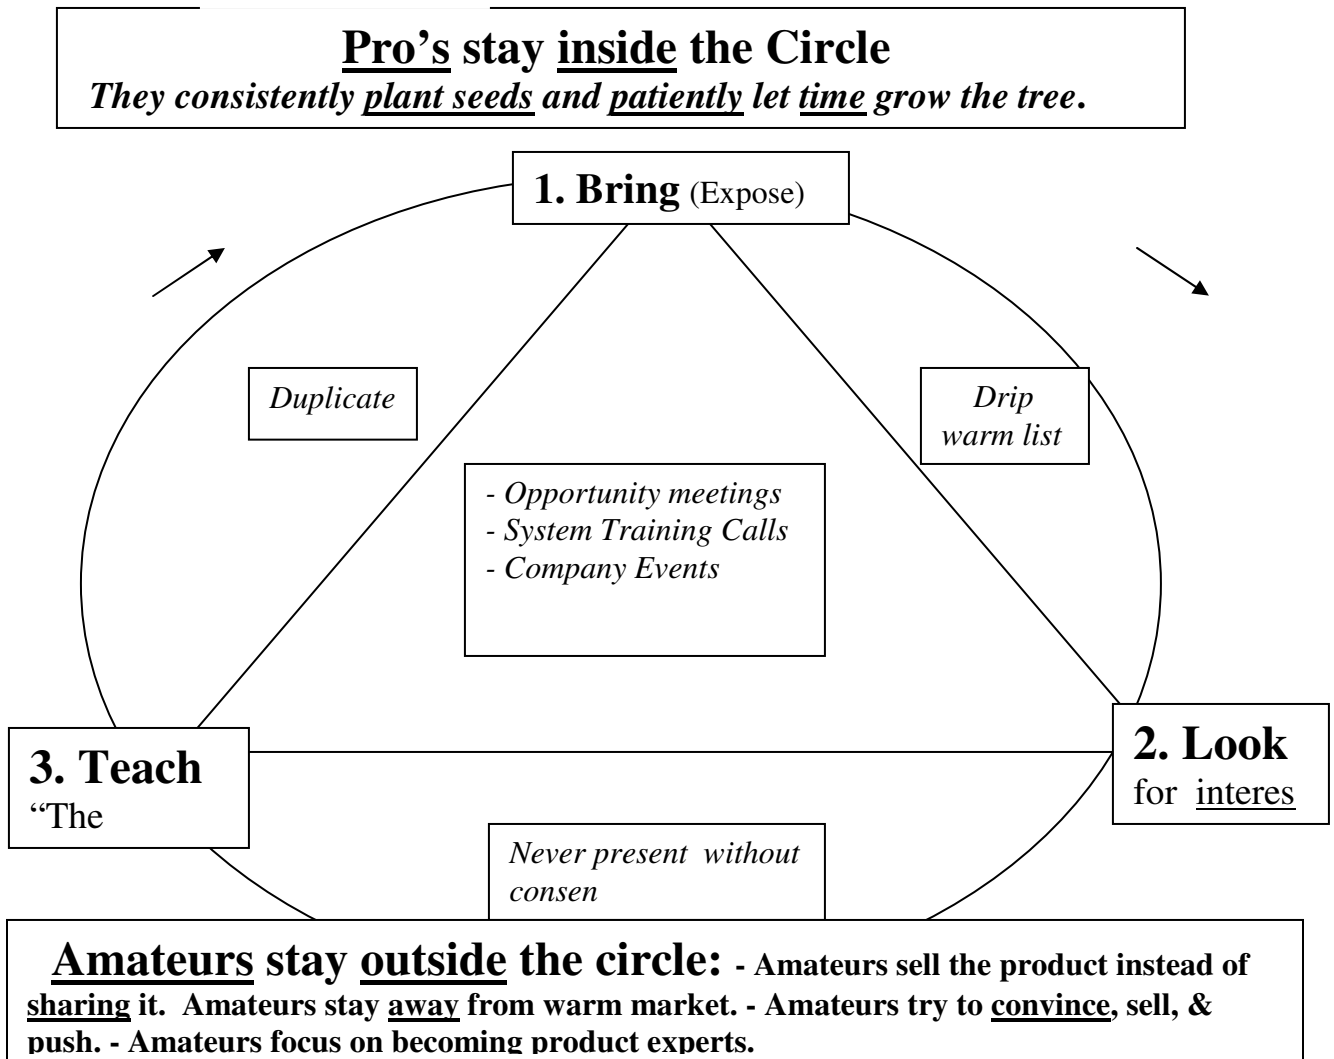 Pro’s stay inside the Circle
They consistently plant seeds and patiently let time grow the tree.
1. Bring (Expose)
Duplicate
Drip
warm list
- Opportunity meetings
- System Training Calls
- Company Events
2. Look
for interes
3. Teach
“The
Never present without
consen
Amateurs stay outside the circle: - Amateurs sell the product instead of
sharing it. Amateurs stay away from warm market. - Amateurs try to convince, sell, &
push. - Amateurs focus on becoming product experts.